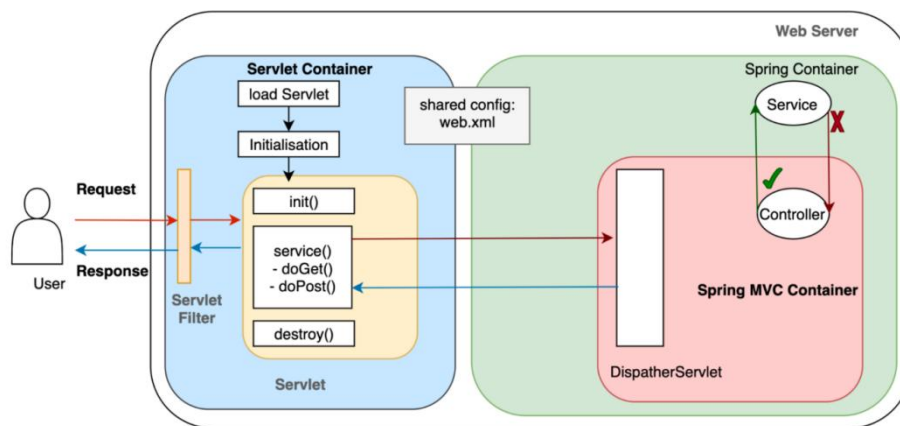 Web Server
Servlet Container
load Servlet
Initialisation
shared config:
web.xml
Spring Container
Service
X
Controller
Request
Response
User
Servlet
Filter
init()
service()
- doGet()
- doPost()
destroy()
Servlet
Spring MVC Container
DispatherServlet